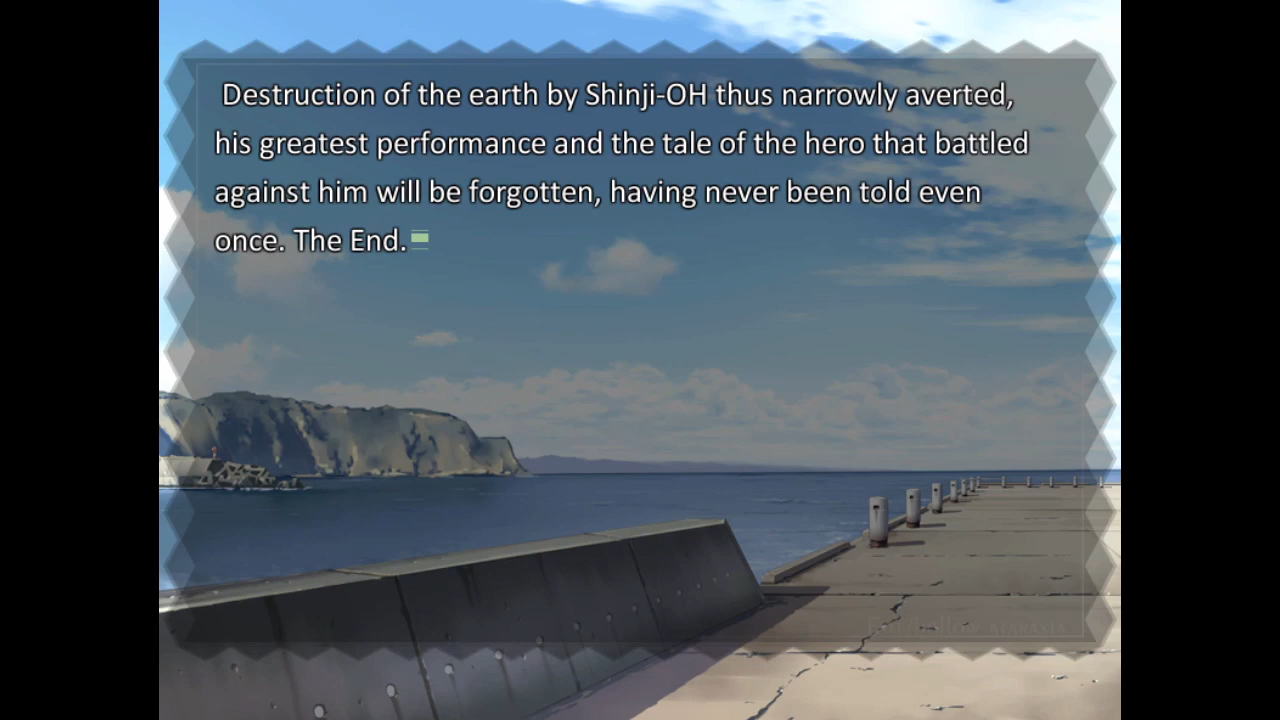 Destruction of the earth by Shinji-OH thus narrowly averted,
his greatest performance and the tale of the hero that battled
against him will be forgotten, having never been told even
once. The End.